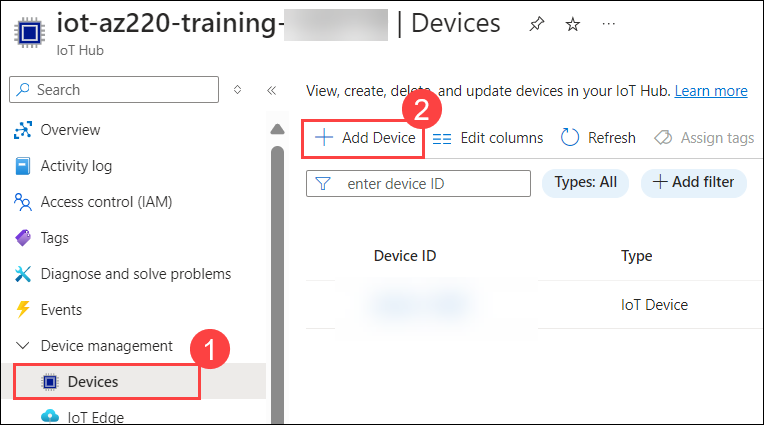 iot-az220-training- | Devices
IoT Hub
Search
View, create, delete, and update devices in your IoT Hub. Learn more
2
Add Device
Edit columns
Refresh
Assign tags
enter device ID
Types: All
Add filter
Overview
Activity log
Access control (IAM)
Tags
Diagnose and solve problems
Events
Device management
1
Devices
IoT Edge
Device ID
Type
IoT Device